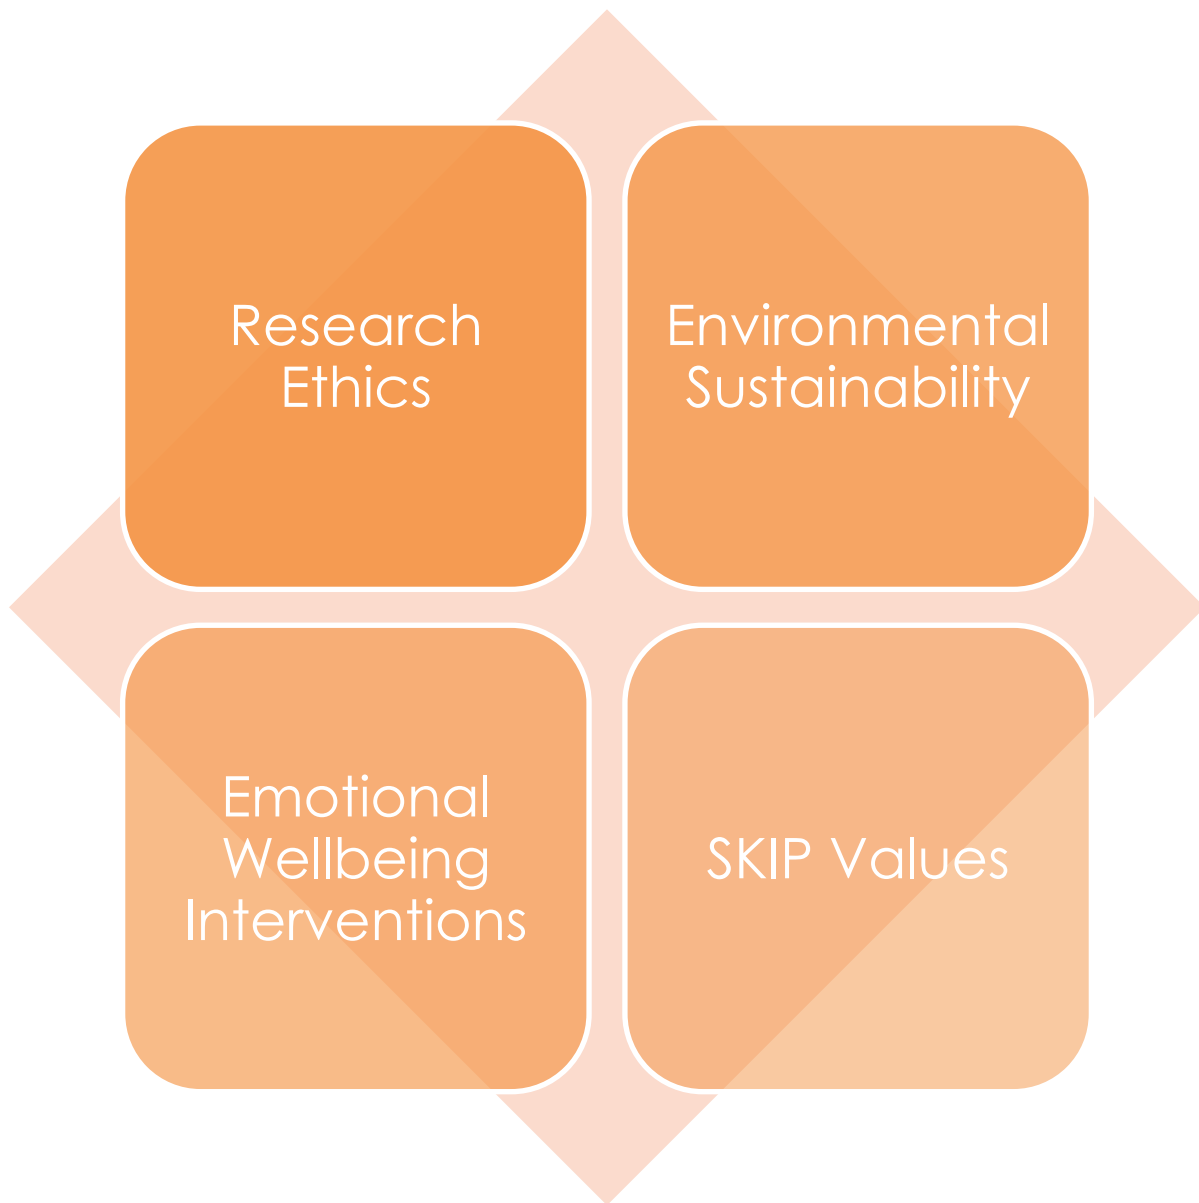 Research
Ethics
Environmental
Sustainability
Emotional
Wellbeing
Interventions
SKIP Values